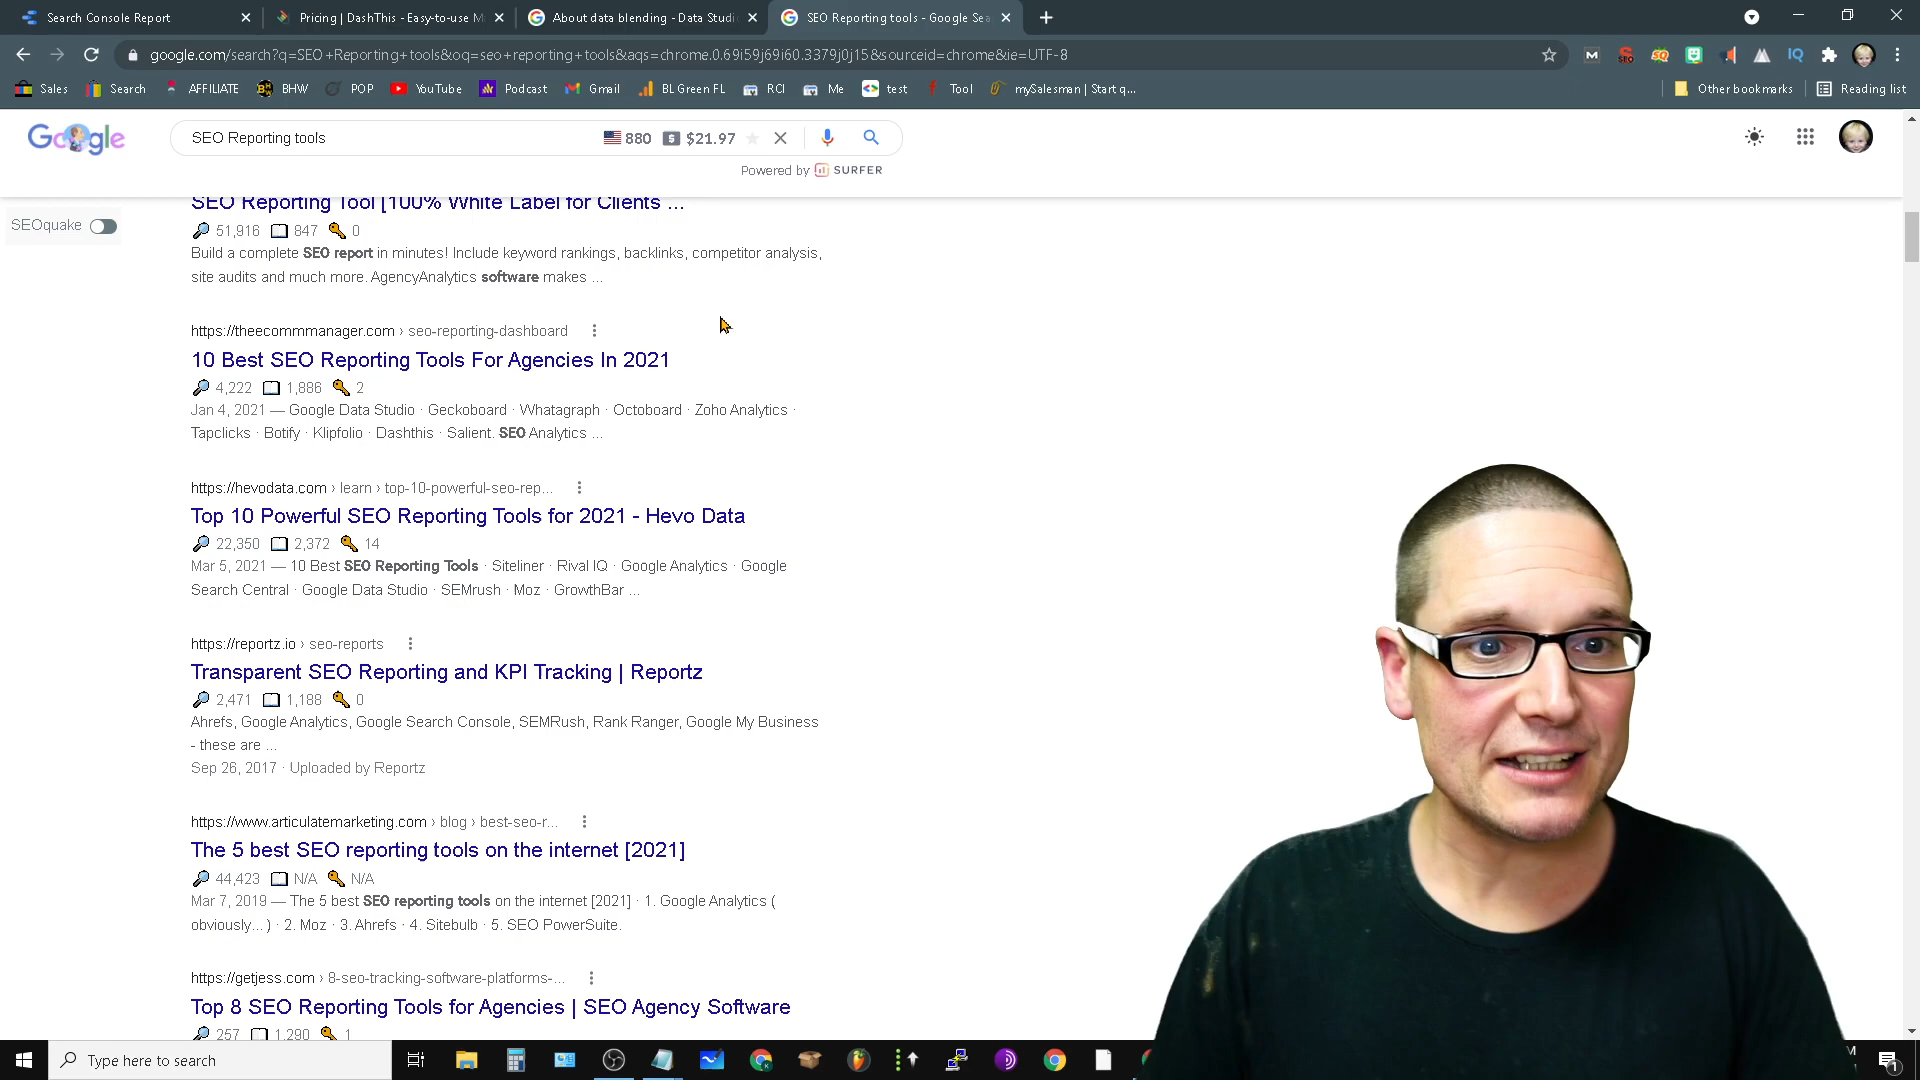 Search Console Report
Pricing | DashThis - Easy-to-use M
About data blending - Data Studi
SEO Reporting tools - Google Sea
google.com/search?q=SEO+Reporting+tools&oq=seo+reporting+tools&aqs=chrome.0.69i59j69i60.3379j0j15&sourceid=chrome&ie=UTF-8
M
SEO
SQ
IQ
Sales
Search
AFFILIATE
BHW
BHW
POP
YouTube
Podcast
Gmail
BL Green FL
RCI
Me
test
Tool
mySalesman | Start q...
Other bookmarks
Reading list
Google
SEO Reporting tools
880
$21.97
Powered by SURFER
SEOquake
SEO Reporting Tool [100% White Label for Clients ...
51,916 847 0
Build a complete SEO report in minutes! Include keyword rankings, backlinks, competitor analysis,
site audits and much more. AgencyAnalytics software makes ...
https://theecommmanager.com › seo-reporting-dashboard
10 Best SEO Reporting Tools For Agencies In 2021
4,222 1,886 2
Jan 4, 2021 — Google Data Studio · Geckoboard · Whatagraph · Octoboard · Zoho Analytics ·
Tapclicks · Botify · Klipfolio · Dashthis · Salient. SEO Analytics ...
https://hevodata.com › learn › top-10-powerful-seo-rep...
Top 10 Powerful SEO Reporting Tools for 2021 - Hevo Data
22,350 2,372 14
Mar 5, 2021 — 10 Best SEO Reporting Tools · Siteliner · Rival IQ · Google Analytics · Google
Search Central · Google Data Studio · SEMrush · Moz · GrowthBar ...
https://reportz.io › seo-reports
Transparent SEO Reporting and KPI Tracking | Reportz
2,471 1,188 0
Ahrefs, Google Analytics, Google Search Console, SEMRush, Rank Ranger, Google My Business
- these are ...
Sep 26, 2017 · Uploaded by Reportz
https://www.articulatemarketing.com › blog › best-seo-r...
The 5 best SEO reporting tools on the internet [2021]
44,423 N/A N/A
Mar 7, 2019 — The 5 best SEO reporting tools on the internet [2021] · 1. Google Analytics (
obviously... ) · 2. Moz · 3. Ahrefs · 4. Sitebulb · 5. SEO PowerSuite.
https://getjess.com › 8-seo-tracking-software-platforms-...
Top 8 SEO Reporting Tools for Agencies | SEO Agency Software
257 1,290 1
Type here to search
M
1